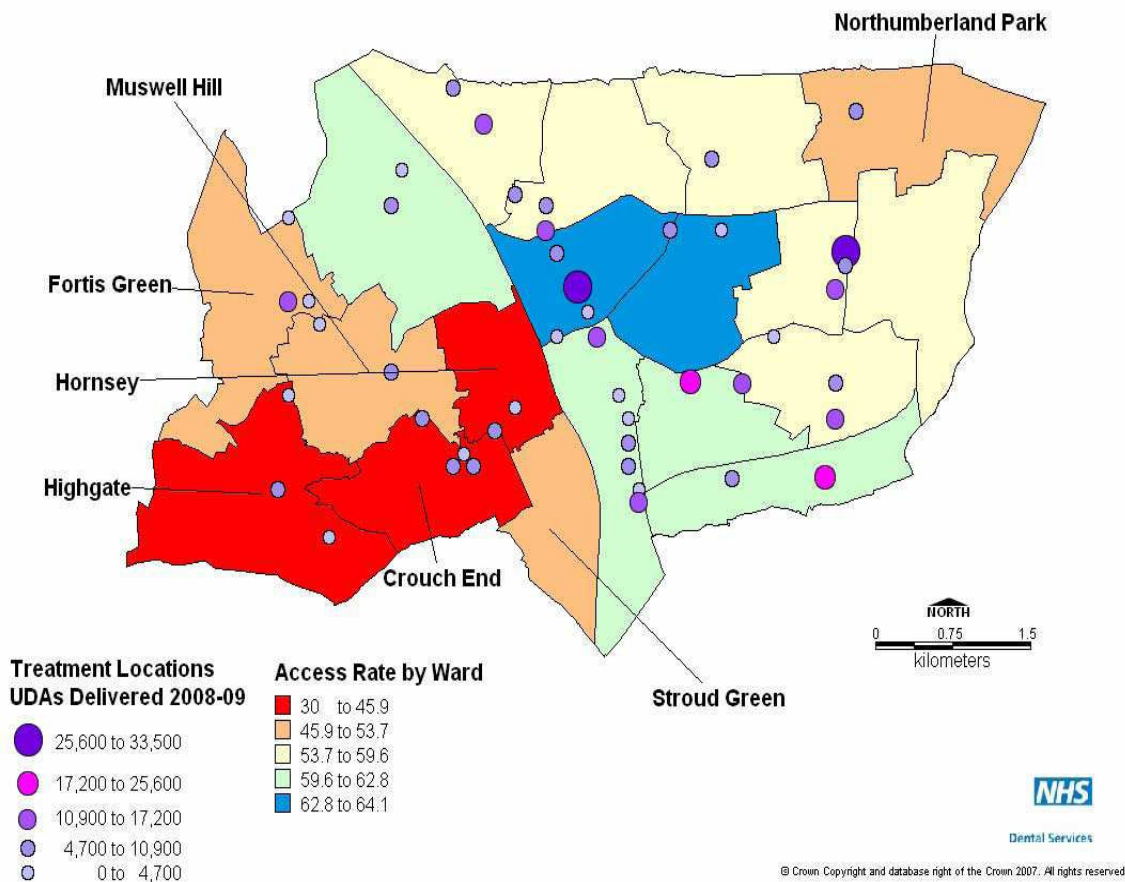 Northumberland Park
Muswell Hill
Fortis Green
Hornsey
Highgate
Crouch End
Stroud Green
NORTH
0 0.75 1.5
kilometers
Treatment Locations
UDAs Delivered 2008-09
25,600 to 33,500
17,200 to 25,600
10,900 to 17,200
4,700 to 10,900
0 to 4,700
Access Rate by Ward
30 to 45.9
45.9 to 53.7
53.7 to 59.6
59.6 to 62.8
62.8 to 64.1
NHS
Dental Services
© Crown Copyright and database right of the Crown 2007. All rights reserved